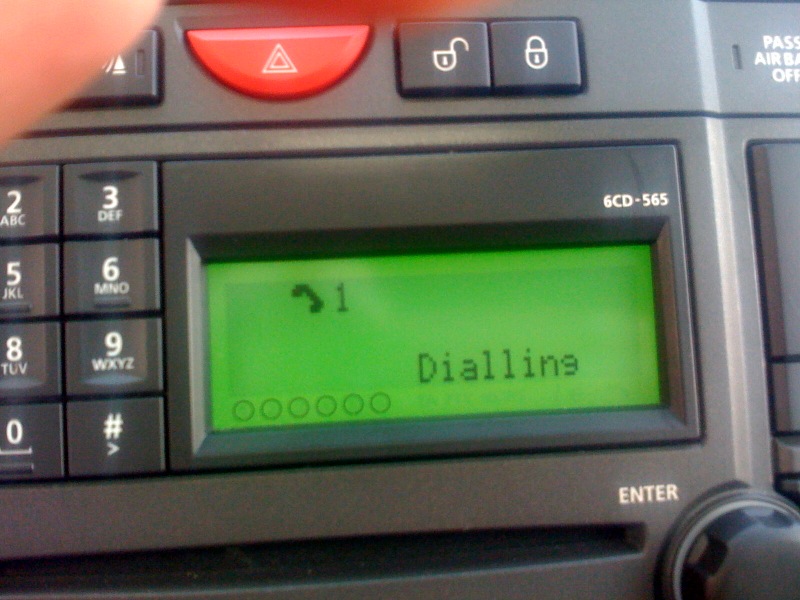 PASS
AIR BA
OFF
6CD-565
2
ABC
3
DEF
5
JKL
6
MNO
8
TUV
9
WXYZ
0
#
>
1
Dialling
ENTER